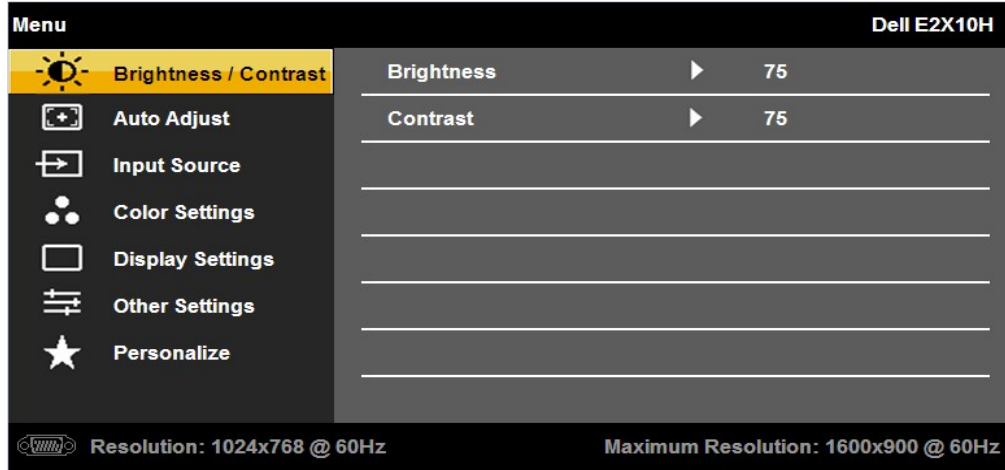 Menu Dell E2X10H
Brightness / Contrast Brightness 75
Auto Adjust Contrast 75
Input Source
Color Settings
Display Settings
Other Settings
Personalize
Resolution: 1024x768 @ 60Hz Maximum Resolution: 1600x900 @ 60Hz